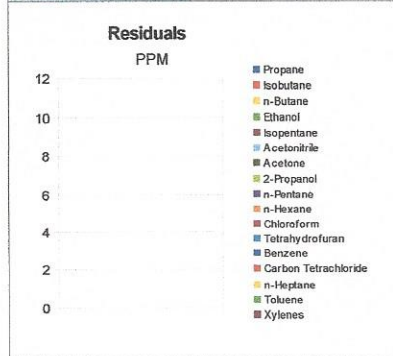 Residuals
PPM
12
10
8
6
4
2
0
Propane
Isobutane
n-Butane
Ethanol
Isopentane
Acetonitrile
Acetone
2-Propanol
n-Pentane
n-Hexane
Chloroform
Tetrahydrofuran
Benzene
Carbon Tetrachloride
n-Heptane
Toluene
Xylenes